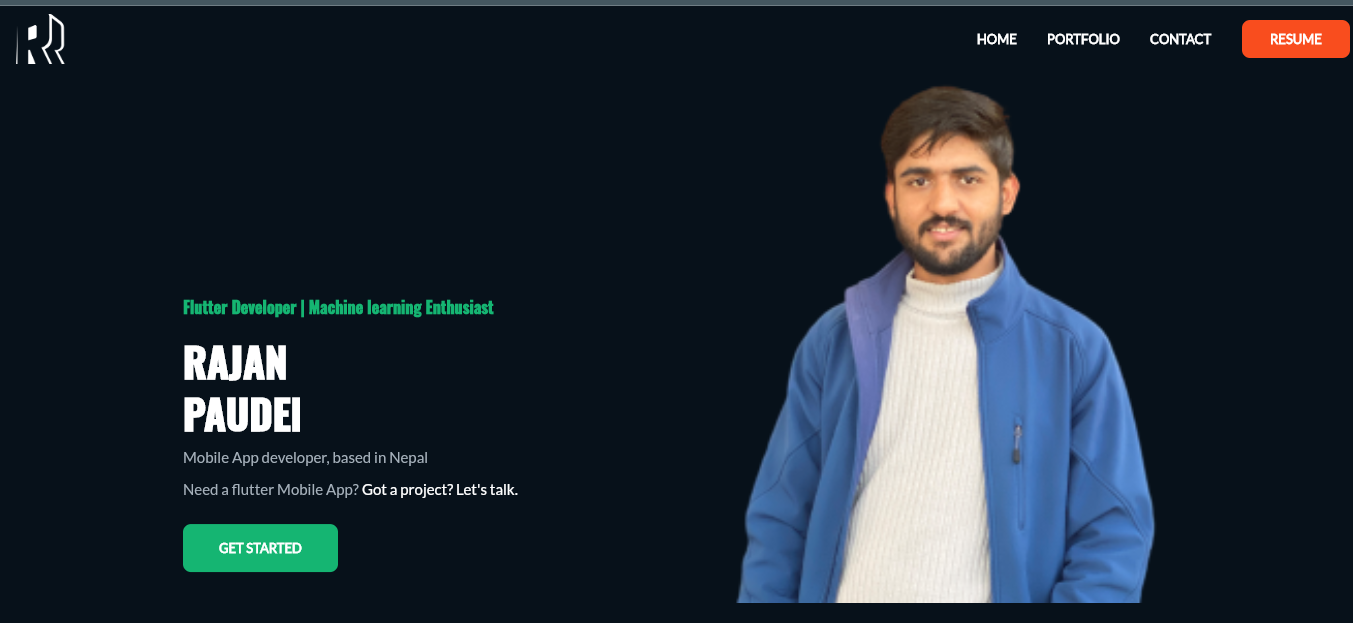 HOME PORTFOLIO CONTACT RESUME
Flutter Developer | Machine learning Enthusiast
RAJAN
PAUDEI
Mobile App developer, based in Nepal
Need a flutter Mobile App? Got a project? Let's talk.
GET STARTED